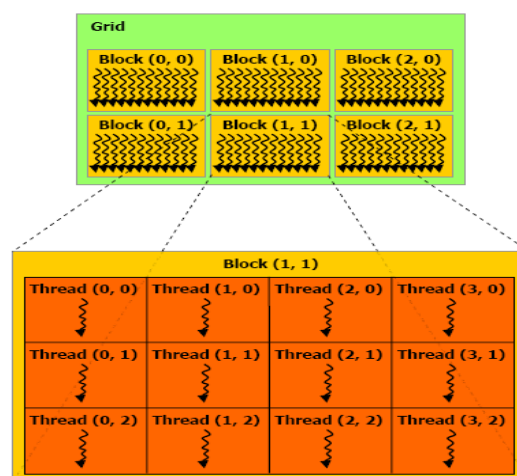 Grid
Block (0, 0) Block (1, 0) Block (2, 0)
Block (0, 1) Block (1, 1) Block (2, 1)
Block (1, 1)
Thread (0, 0) Thread (1, 0) Thread (2, 0) Thread (3, 0)
Thread (0, 1) Thread (1, 1) Thread (2, 1) Thread (3, 1)
Thread (0, 2) Thread (1, 2) Thread (2, 2) Thread (3, 2)